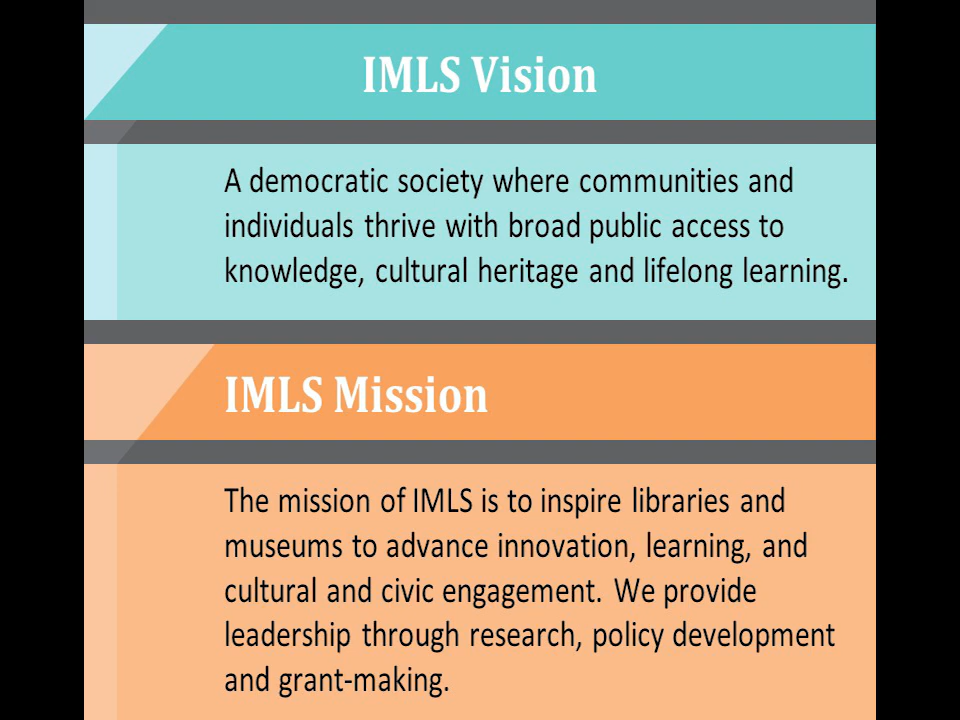 IMLS Vision
A democratic society where communities and
individuals thrive with broad public access to
knowledge, cultural heritage and lifelong learning.
IMLS Mission
The mission of IMLS is to inspire libraries and
museums to advance innovation, learning, and
cultural and civic engagement. We provide
leadership through research, policy development
and grant-making.